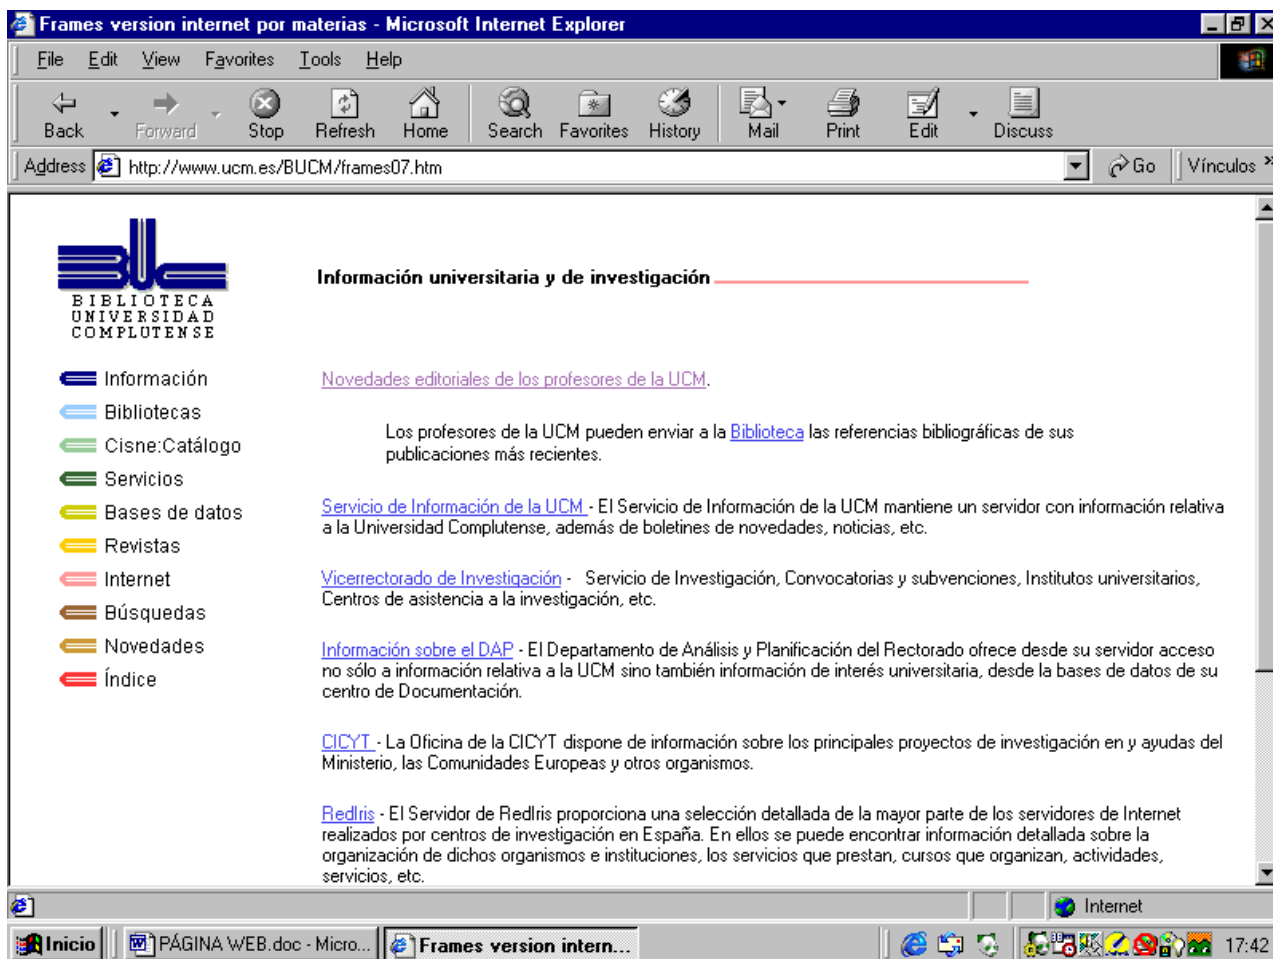 Frames version internet por materias - Microsoft Internet Explorer
File Edit View Favorites Tools Help
Back Forward Stop Refresh Home Search Favorites History Mail Print Edit Discuss
Address http://www.ucm.es/BUCM/frames07.htm Go Vínculos »
BIBLIOTECA
UNIVERSIDAD
COMPLUTENSE
Información
Bibliotecas
Cisne:Catálogo
Servicios
Bases de datos
Revistas
Internet
Búsquedas
Novedades
Índice
Información universitaria y de investigación
Novedades editoriales de los profesores de la UCM.
Los profesores de la UCM pueden enviar a la Biblioteca las referencias bibliográficas de sus
publicaciones más recientes.
Servicio de Información de la UCM - El Servicio de Información de la UCM mantiene un servidor con información relativa
a la Universidad Complutense, además de boletines de novedades, noticias, etc.
Vicerrectorado de Investigación - Servicio de Investigación, Convocatorias y subvenciones, Institutos universitarios,
Centros de asistencia a la investigación, etc.
Información sobre el DAP - El Departamento de Análisis y Planificación del Rectorado ofrece desde su servidor acceso
no sólo a información relativa a la UCM sino también información de interés universitaria, desde la bases de datos de su
centro de Documentación.
CICYT - La Oficina de la CICYT dispone de información sobre los principales proyectos de investigación en y ayudas del
Ministerio, las Comunidades Europeas y otros organismos.
RedIris - El Servidor de RedIris proporciona una selección detallada de la mayor parte de los servidores de Internet
realizados por centros de investigación en España. En ellos se puede encontrar información detallada sobre la
organización de dichos organismos e instituciones, los servicios que prestan, cursos que organizan, actividades,
servicios, etc.
Internet
Inicio PÁGINA WEB.doc - Micro... Frames version intern... 17:42